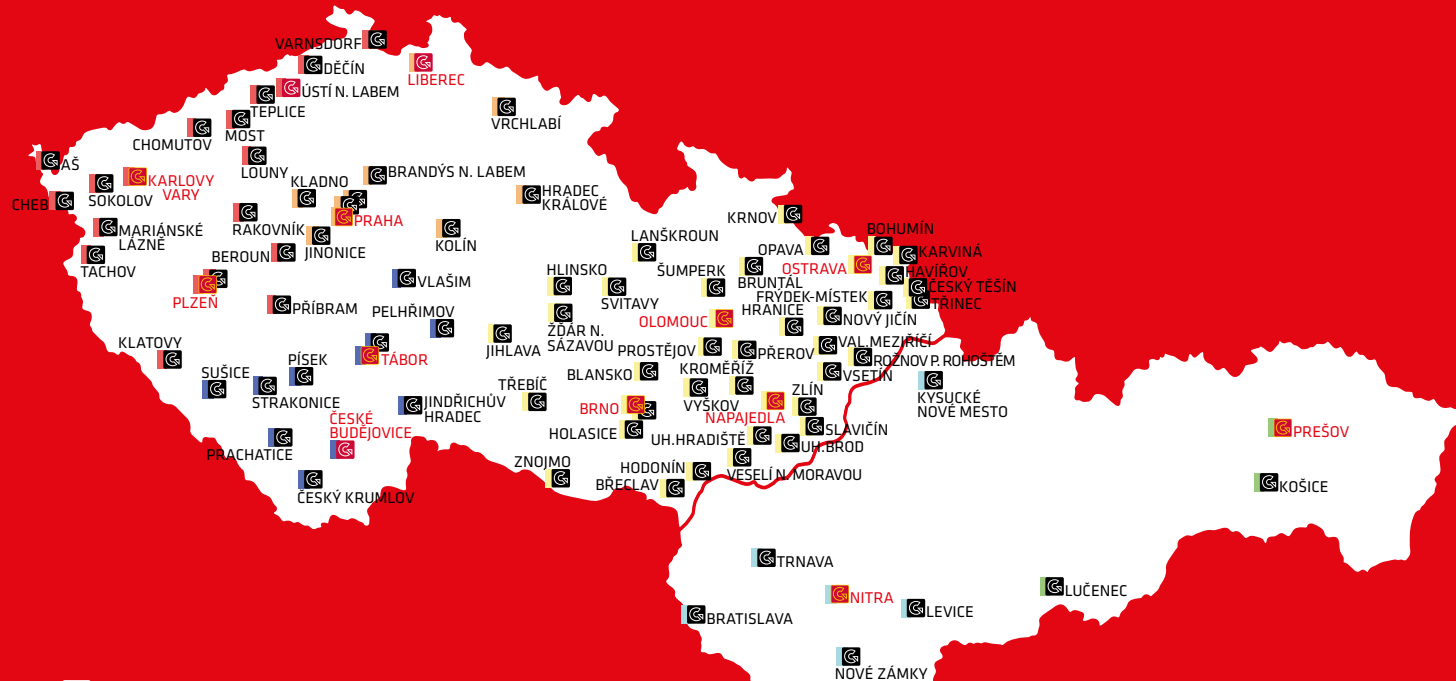 VARNSDORF
DĚČÍN
LIBEREC
ÚSTÍ N. LABEM
TEPLICE
VRCHLABÍ
MOST
CHOMUTOV
AŠ
LOUNY
BRANDÝS N. LABEM
KARLOVY
VARY
KLADNO
SOKOLOV
CHEB
HRADEC
KRÁLOVÉ
PRAHA
RAKOVNÍK
MARIÁNSKÉ
LÁZNĚ
JINONICE
KOLÍN
BEROUN
TACHOV
KRNOV
LANŠKROUN
BOHUMÍN
OPAVA
KARVINÁ
OSTRAVA
HLINSKO
ŠUMPERK
HAVÍŘOV
VLAŠIM
BRUNTÁL
ČESKÝ TĚŠÍN
PLZEŇ
SVITAVY
FRÝDEK-MÍSTEK
TŘINEC
PŘÍBRAM
PELHŘIMOV
HRANICE
OLOMOUC
NOVÝ JIČÍN
ŽĎÁR N.
SÁZAVOU
KLATOVY
JIHLAVA
PROSTĚJOV
PŘEROV
VAL.MEZIŘÍČÍ
PÍSEK
TÁBOR
ROŽNOV P. ROHOŠTĚM
SUŠICE
BLANSKO
KROMĚŘÍŽ
VSETÍN
TŘEBÍČ
ZLÍN
KYSUCKÉ
NOVÉ MESTO
STRAKONICE
JINDŘICHŮV
HRADEC
BRNO
VYŠKOV
NAPAJEDLA
ČESKÉ
BUDĚJOVICE
HOLASICE
SLAVIČÍN
PREŠOV
UH.HRADIŠTĚ
UH.BROD
PRACHATICE
ZNOJMO
HODONÍN
VESELÍ N. MORAVOU
BŘECLAV
KOŠICE
ČESKÝ KRUMLOV
TRNAVA
LUČENEC
NITRA
LEVICE
BRATISLAVA
NOVÉ ZÁMKY